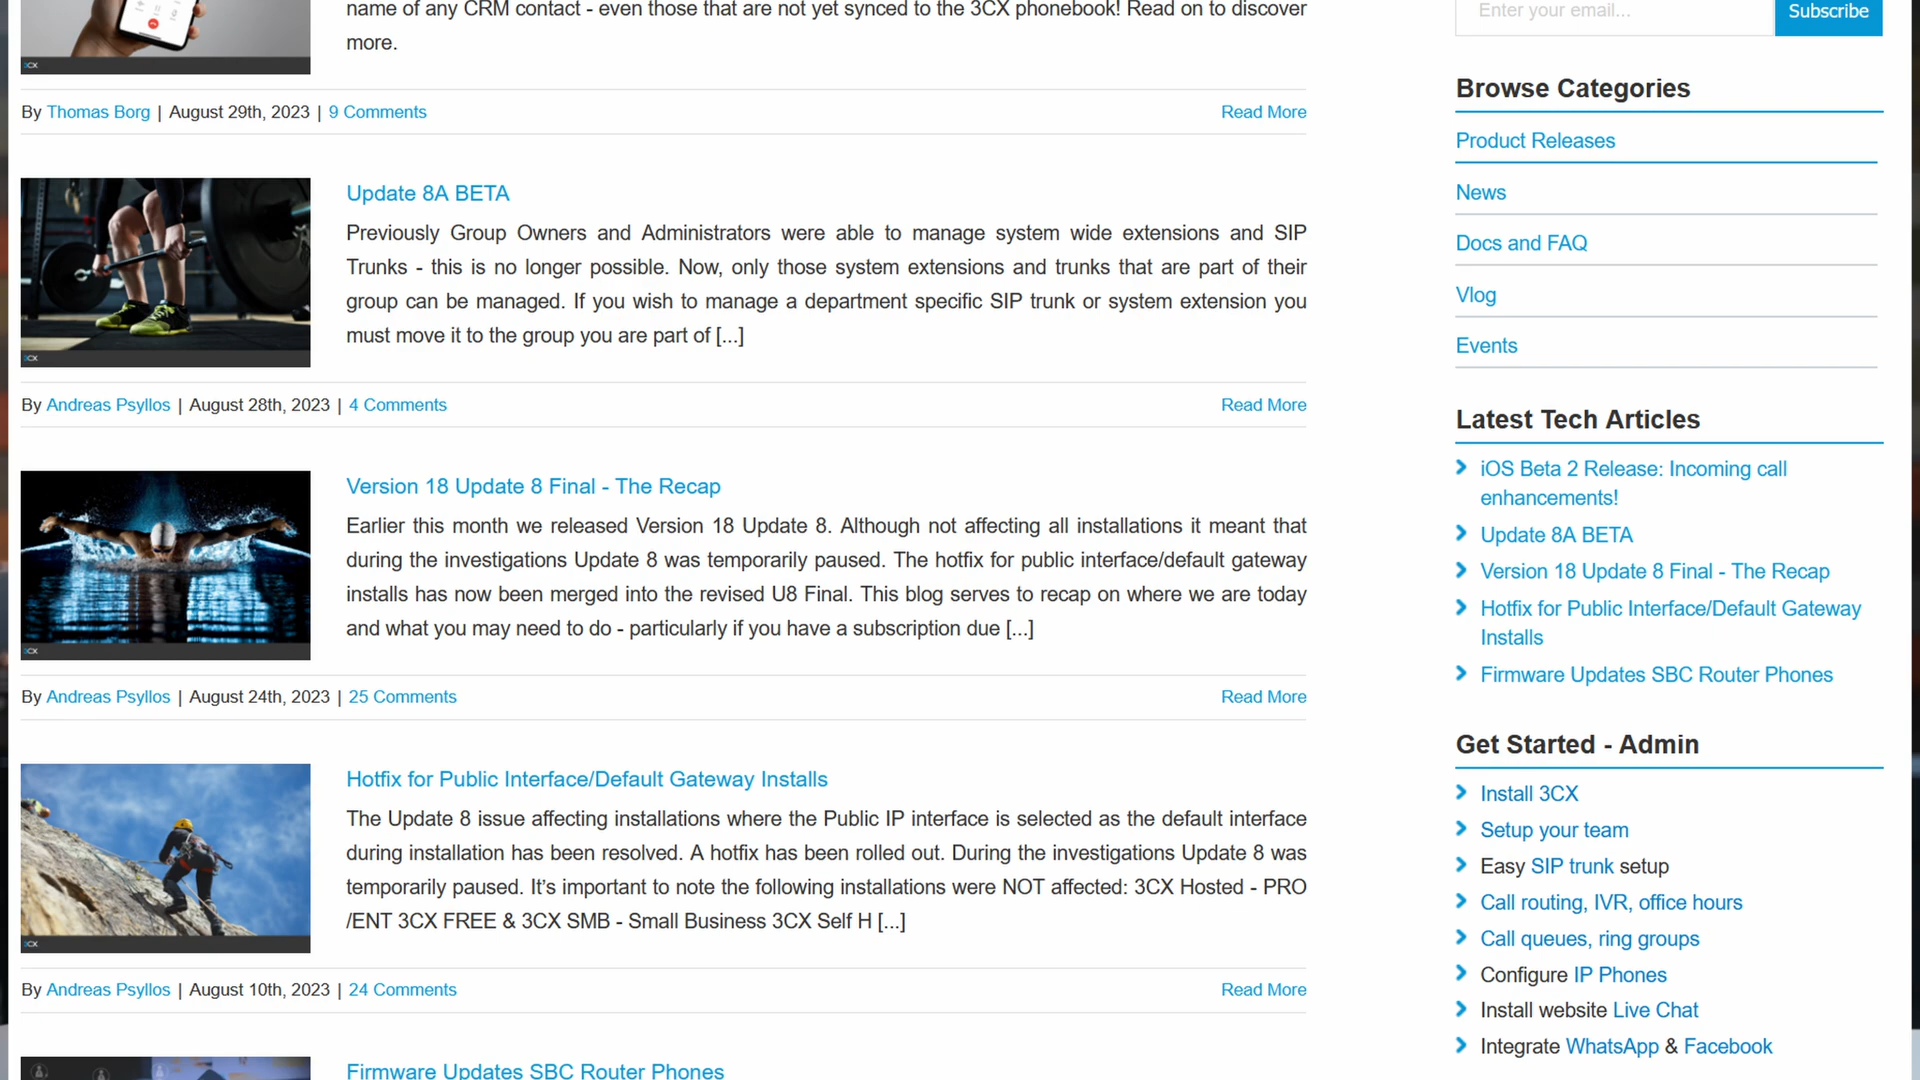 name of any CRM contact - even those that are not yet synced to the 3CX phonebook! Read on to discover
more.
By Thomas Borg | August 29th, 2023 | 9 Comments
Read More
Update 8A BETA
Previously Group Owners and Administrators were able to manage system wide extensions and SIP
Trunks - this is no longer possible. Now, only those system extensions and trunks that are part of their
group can be managed. If you wish to manage a department specific SIP trunk or system extension you
must move it to the group you are part of [...]
3CX
By Andreas Psyllos | August 28th, 2023 | 4 Comments
Read More
Version 18 Update 8 Final - The Recap
Earlier this month we released Version 18 Update 8. Although not affecting all installations it meant that
during the investigations Update 8 was temporarily paused. The hotfix for public interface/default gateway
installs has now been merged into the revised U8 Final. This blog serves to recap on where we are today
and what you may need to do - particularly if you have a subscription due [...]
3CX
By Andreas Psyllos | August 24th, 2023 | 25 Comments
Read More
Hotfix for Public Interface/Default Gateway Installs
The Update 8 issue affecting installations where the Public IP interface is selected as the default interface
during installation has been resolved. A hotfix has been rolled out. During the investigations Update 8 was
temporarily paused. It’s important to note the following installations were NOT affected: 3CX Hosted - PRO
/ENT 3CX FREE & 3CX SMB - Small Business 3CX Self H [...]
3CX
By Andreas Psyllos | August 10th, 2023 | 24 Comments
Read More
Firmware Updates SBC Router Phones
3CX
Enter your email...
Subscribe
Browse Categories
Product Releases
News
Docs and FAQ
Vlog
Events
Latest Tech Articles
iOS Beta 2 Release: Incoming call
enhancements!
Update 8A BETA
Version 18 Update 8 Final - The Recap
Hotfix for Public Interface/Default Gateway
Installs
Firmware Updates SBC Router Phones
Get Started - Admin
Install 3CX
Setup your team
Easy SIP trunk setup
Call routing, IVR, office hours
Call queues, ring groups
Configure IP Phones
Install website Live Chat
Integrate WhatsApp & Facebook